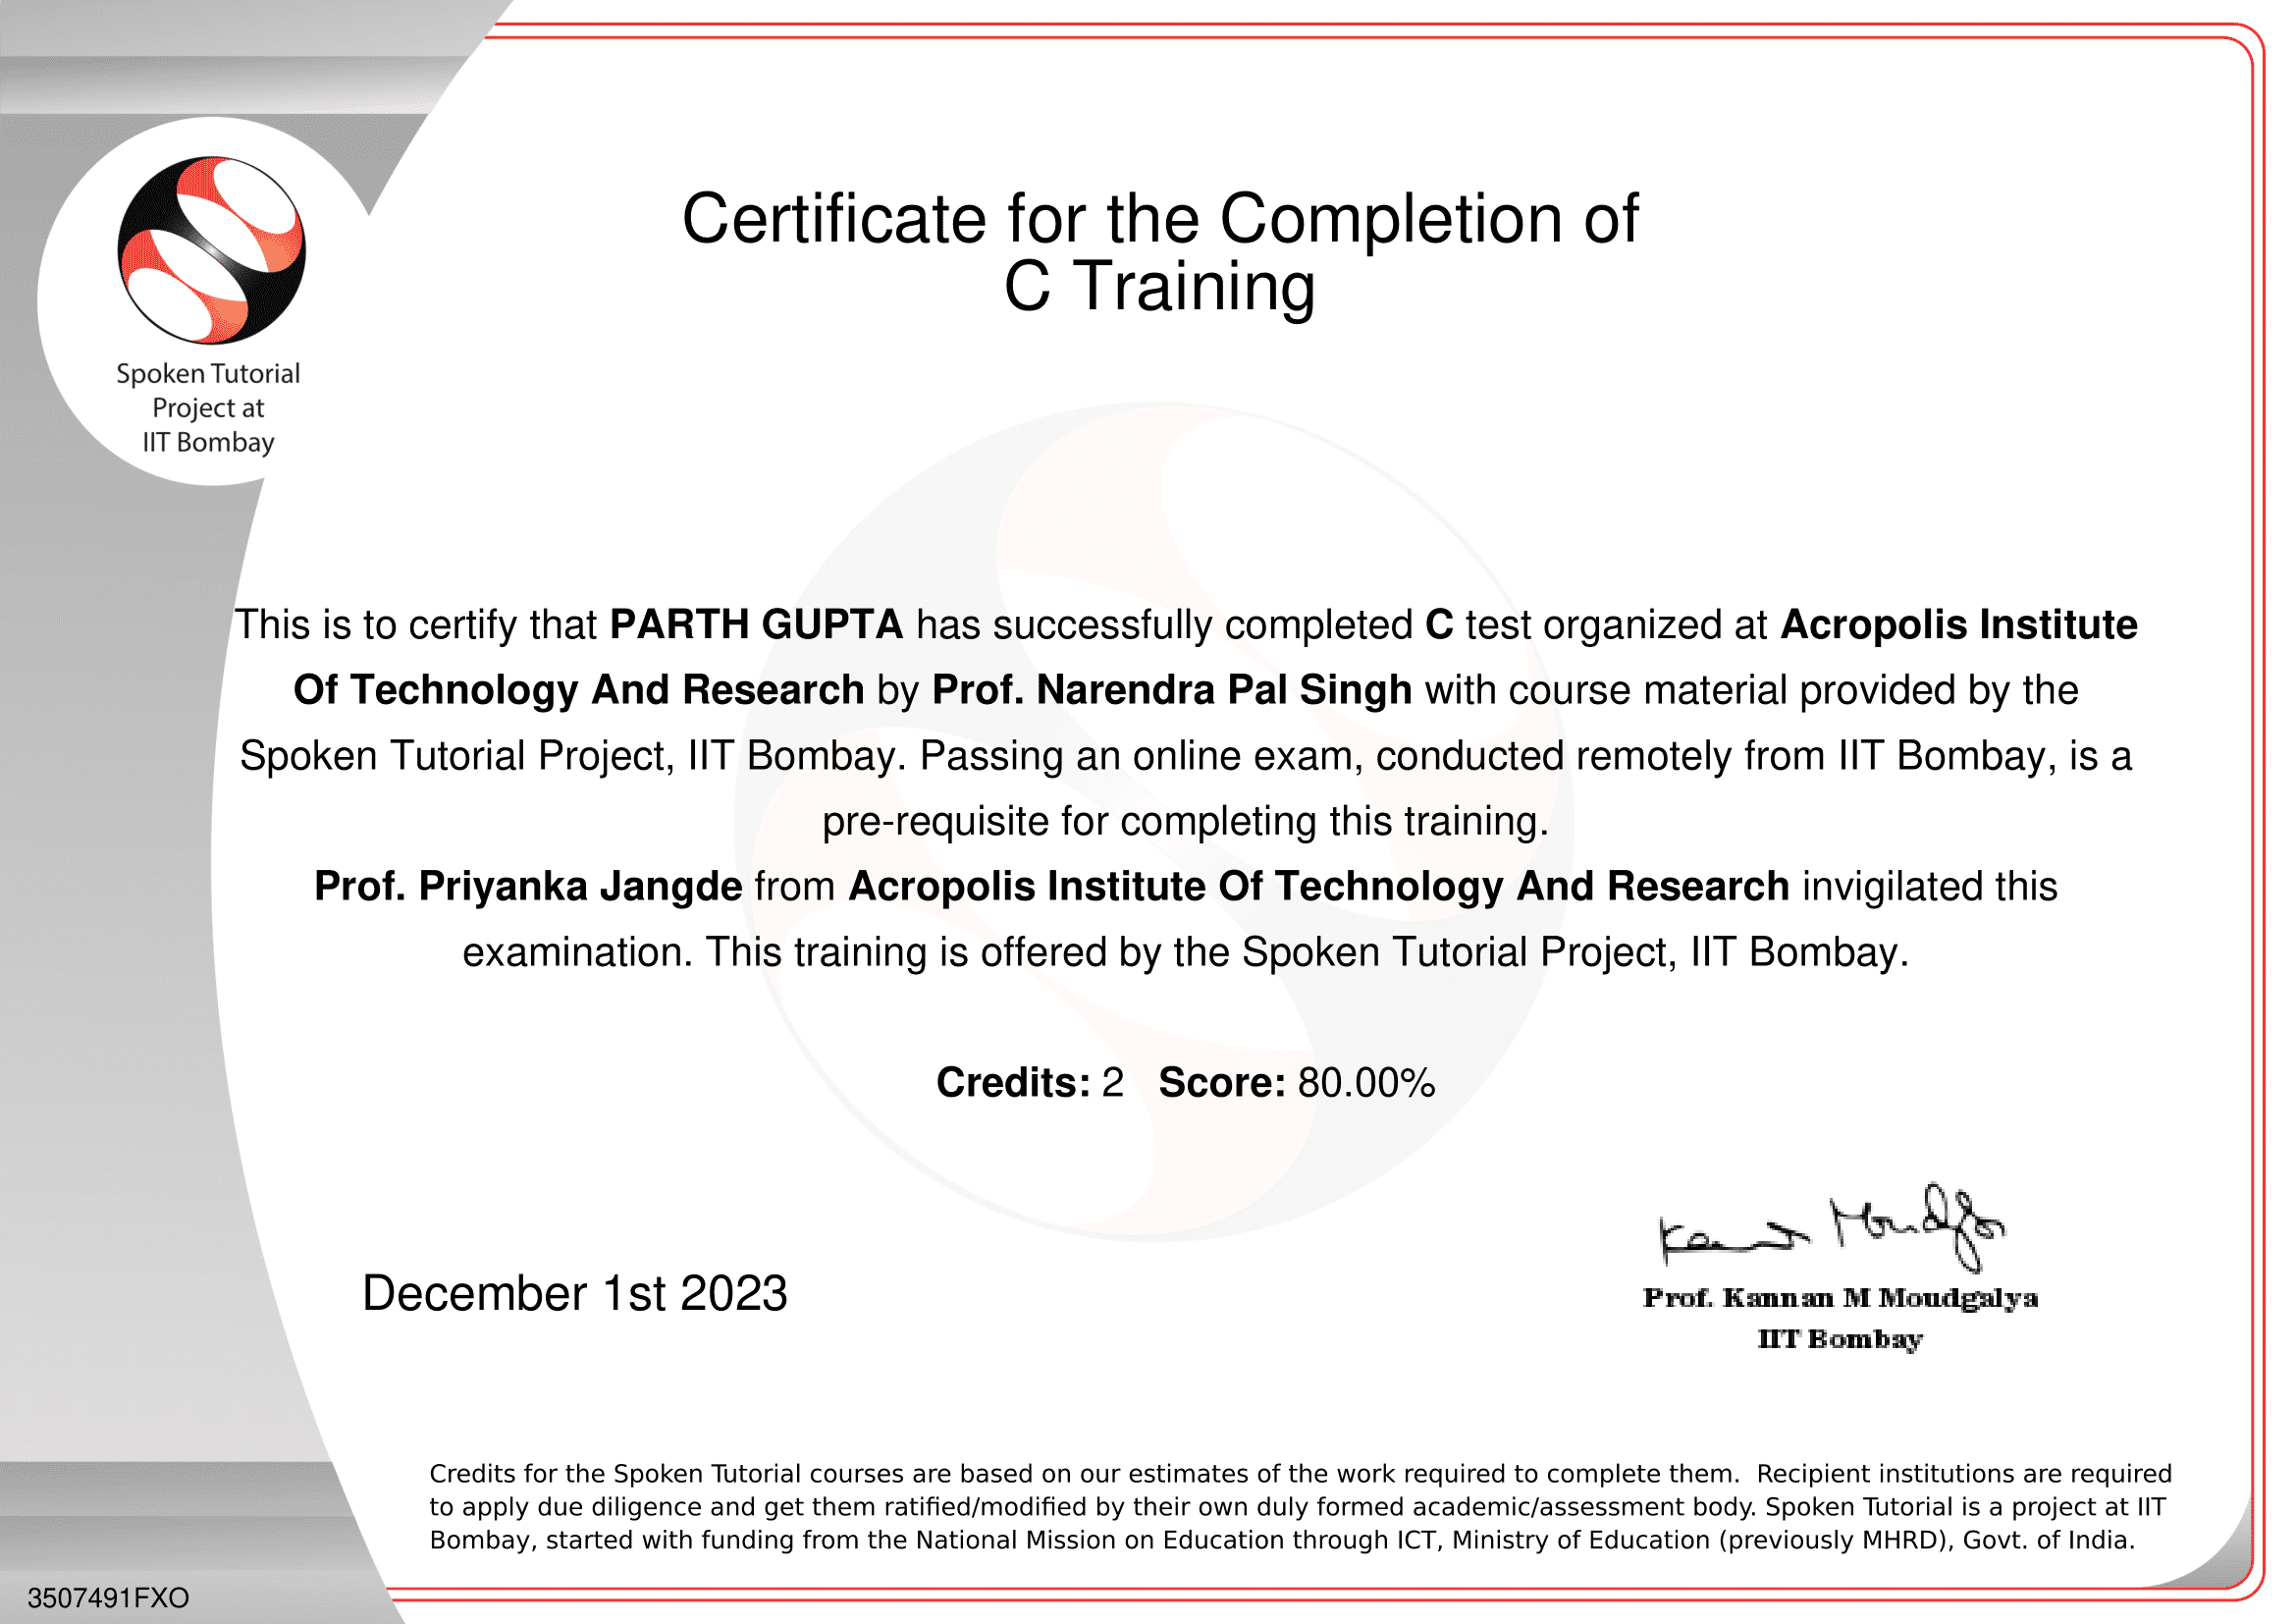 Certificate for the Completion of
C Training
Spoken Tutorial
Project at
IIT Bombay
This is to certify that PARTH GUPTA has successfully completed C test organized at Acropolis Institute
Of Technology And Research by Prof. Narendra Pal Singh with course material provided by the
Spoken Tutorial Project, IIT Bombay. Passing an online exam, conducted remotely from IIT Bombay, is a
pre-requisite for completing this training.
Prof. Priyanka Jangde from Acropolis Institute Of Technology And Research invigilated this
examination. This training is offered by the Spoken Tutorial Project, IIT Bombay.
Credits: 2 Score: 80.00%
Kannan Moudgalya
December 1st 2023
Prof. Kannan M Moudgalya
IIT Bombay
Credits for the Spoken Tutorial courses are based on our estimates of the work required to complete them. Recipient institutions are required
to apply due diligence and get them ratified/modified by their own duly formed academic/assessment body. Spoken Tutorial is a project at IIT
Bombay, started with funding from the National Mission on Education through ICT, Ministry of Education (previously MHRD), Govt. of India.
3507491FXO